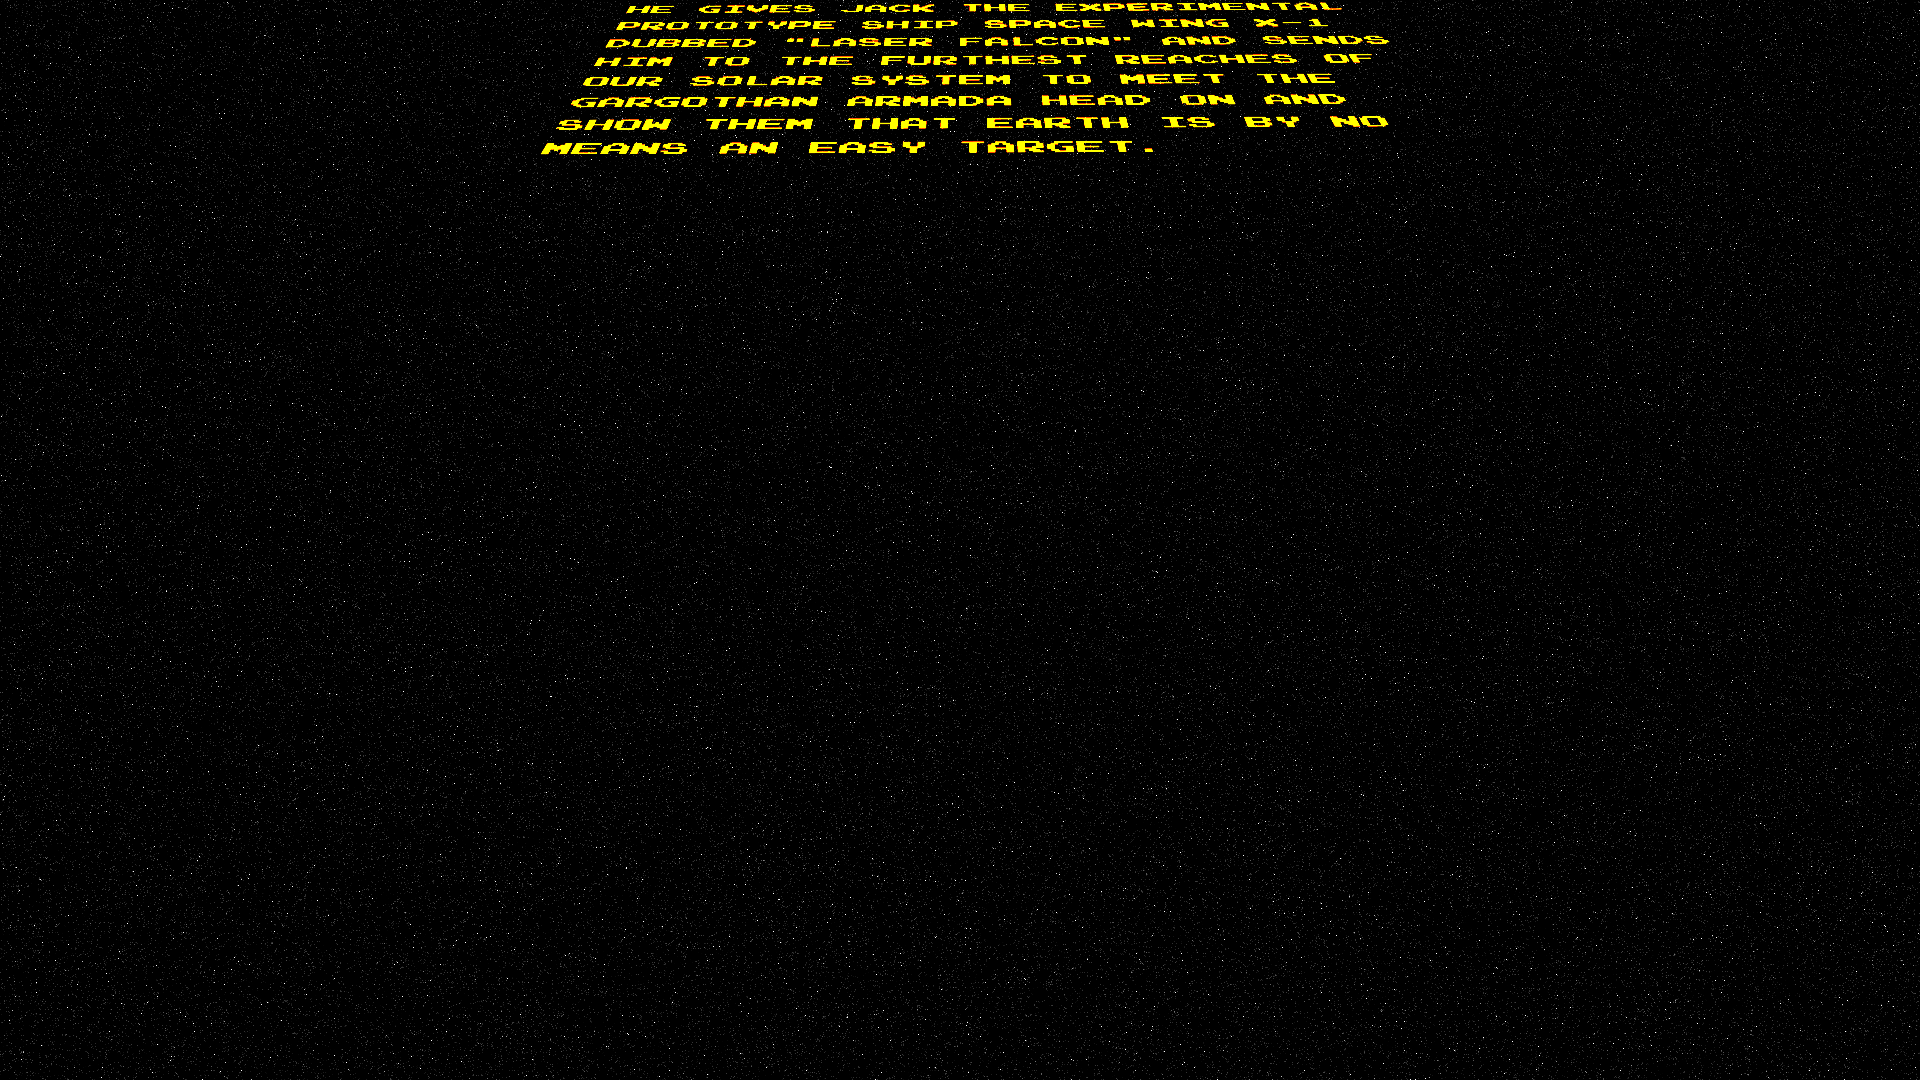 HE GIVES JACK THE EXPERIMENTAL
PROTOTYPE SHIP SPACE WING X-1
DUBBED "LASER FALCON" AND SENDS
HIM TO THE FURTHEST REACHES OF
OUR SOLAR SYSTEM TO MEET THE
GARGOTHAN ARMADA HEAD ON AND
SHOW THEM THAT EARTH IS BY NO
MEANS AN EASY TARGET.